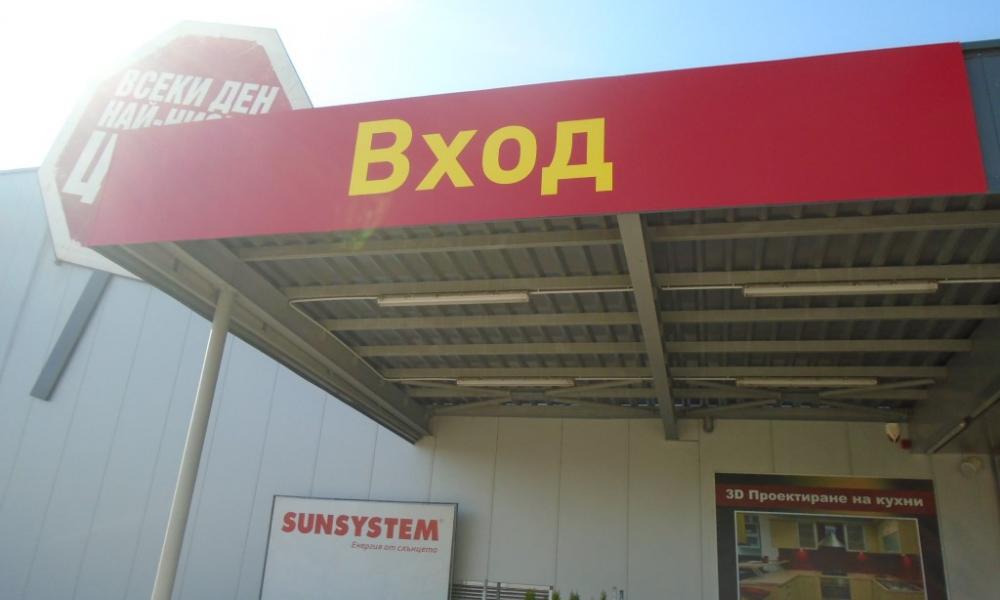 ВСЕКИ ДЕН
Вход
SUNSYSTEM®
Енергия от слънцето
3D Проектиране на кухни